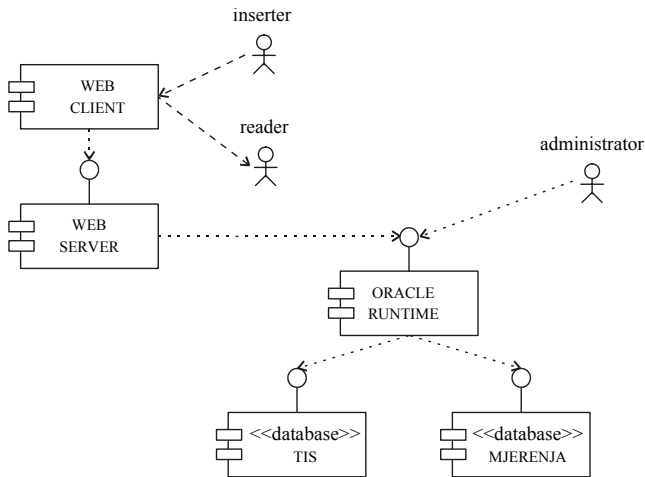 inserter
WEB
CLIENT
reader
administrator
WEB
SERVER
ORACLE
RUNTIME
<<database>>
TIS
<<database>>
MJERENJA